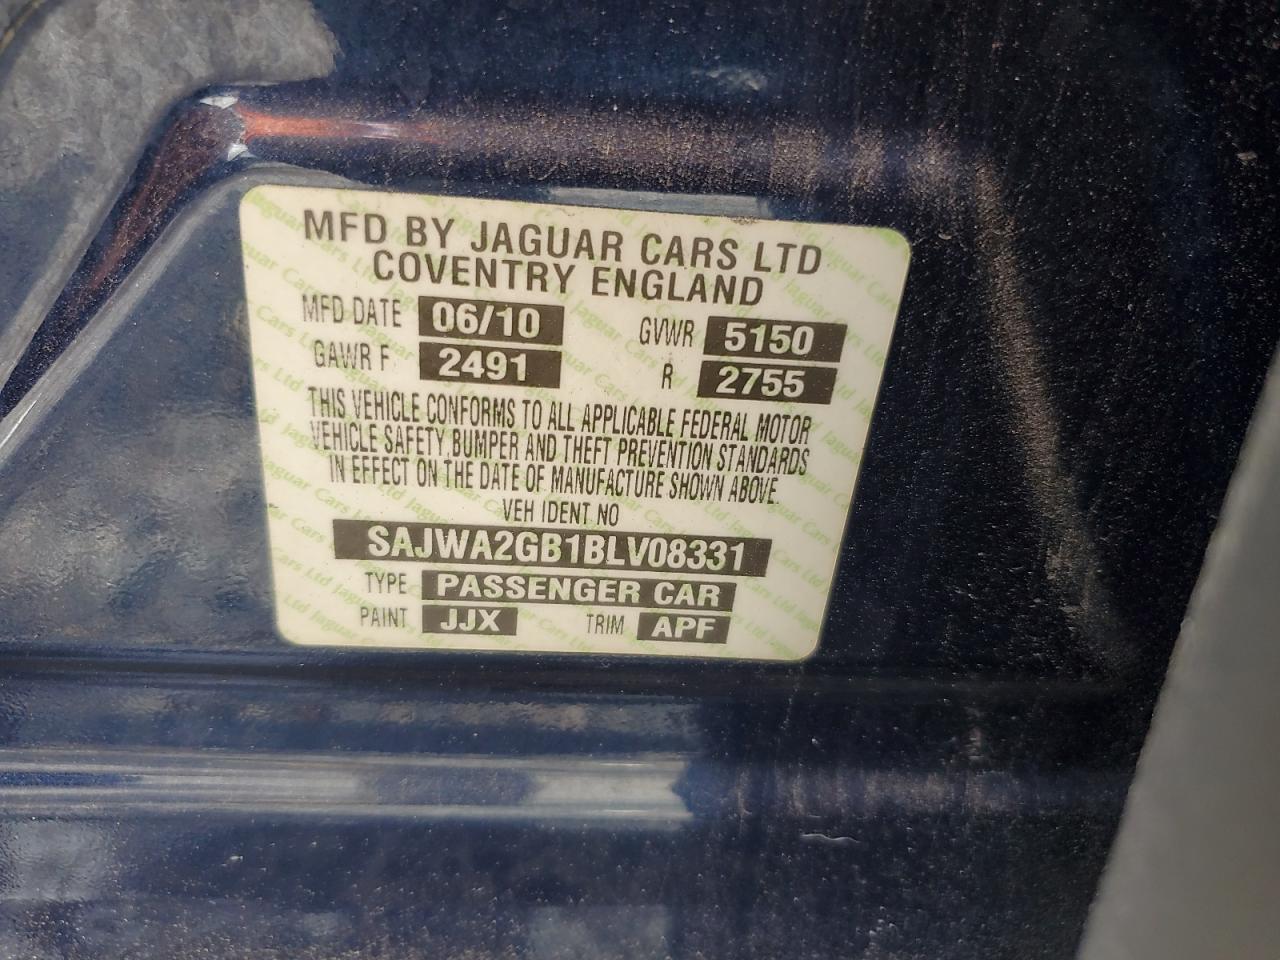 MFD BY JAGUAR CARS LTD
COVENTRY ENGLAND
MFD DATE 06/10 GVWR 5150
GAWR F 2491 R 2755
THIS VEHICLE CONFORMS TO ALL APPLICABLE FEDERAL MOTOR
VEHICLE SAFETY, BUMPER AND THEFT PREVENTION STANDARDS
IN EFFECT ON THE DATE OF MANUFACTURE SHOWN ABOVE.
VEH IDENT NO
SAJWA2GB1BLV08331
TYPE PASSENGER CAR
PAINT JJX TRIM APF